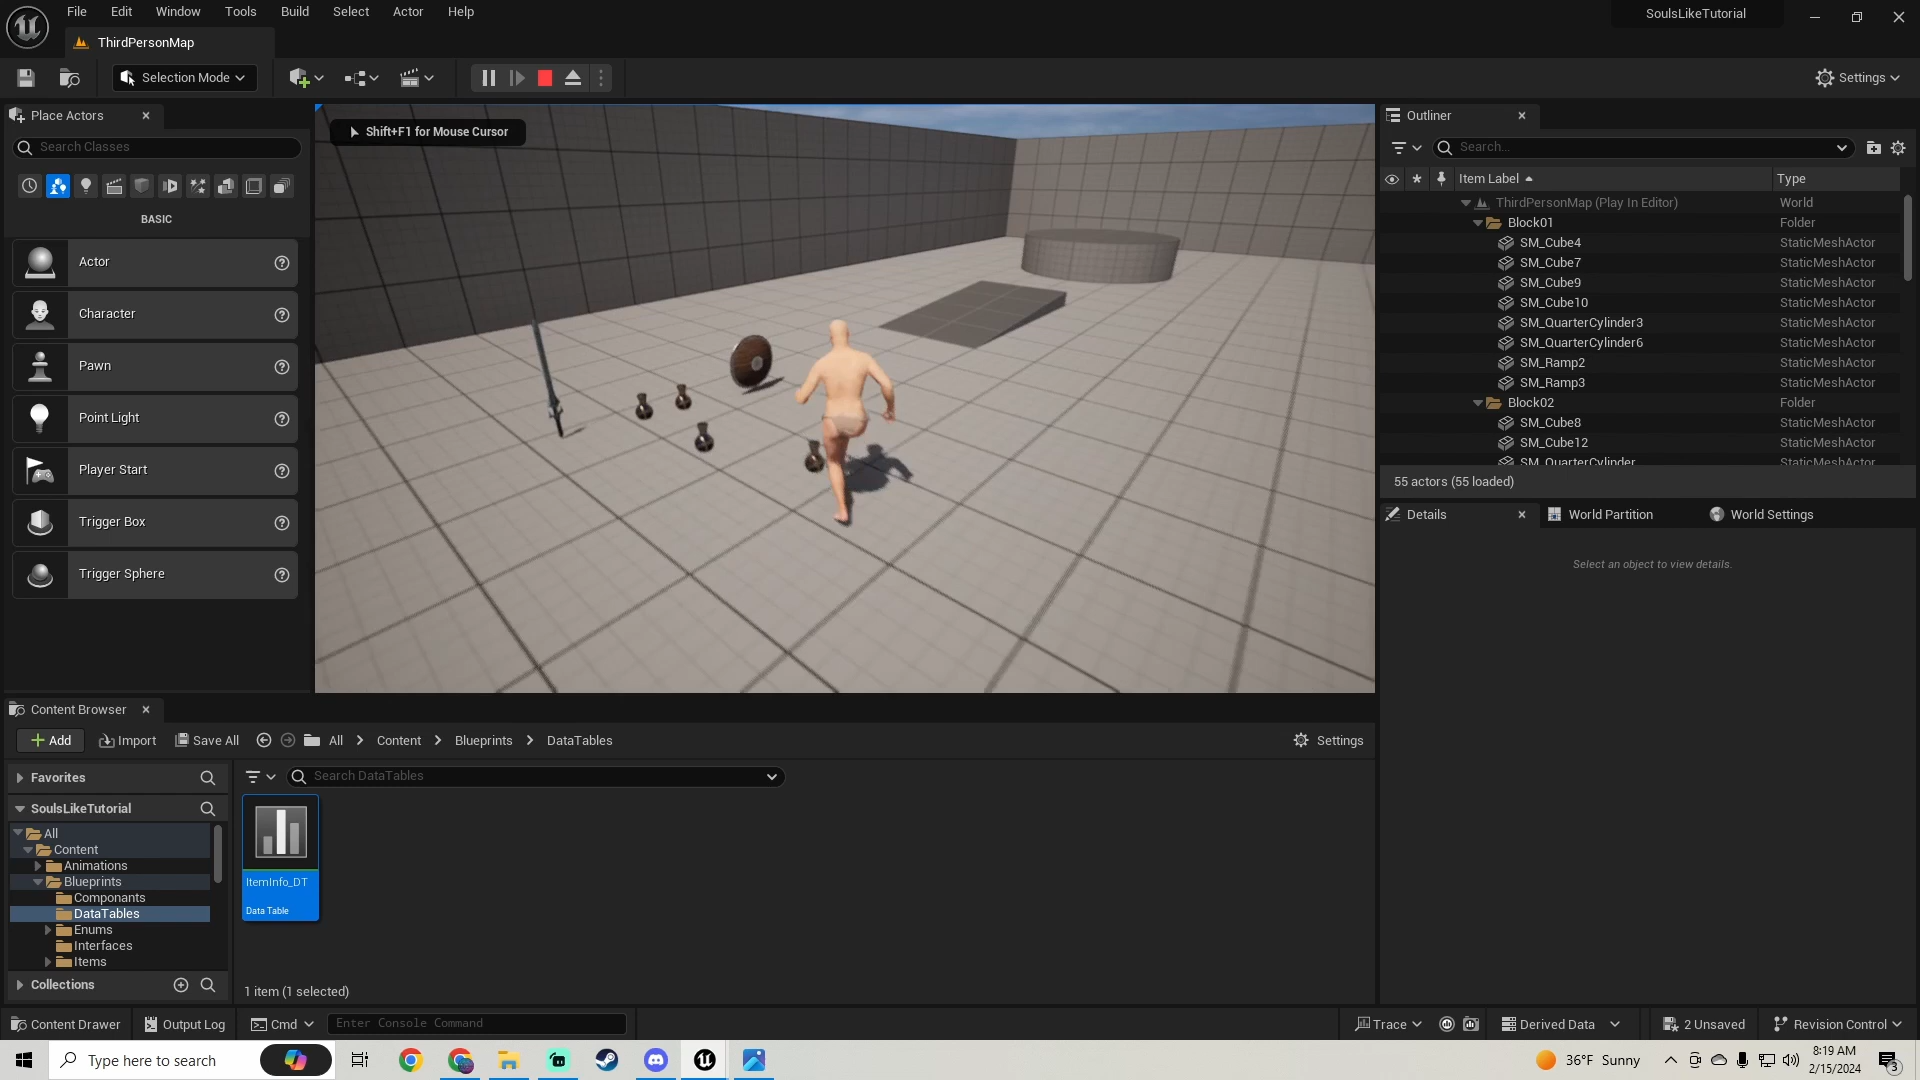 File Edit Window Tools Build Select Actor Help
SoulsLikeTutorial
ThirdPersonMap
Selection Mode
Settings
Place Actors
Search Classes
BASIC
Actor
Character
Pawn
Point Light
Player Start
Trigger Box
Trigger Sphere
Shift+F1 for Mouse Cursor
Outliner
Search...
Item Label Type
ThirdPersonMap (Play In Editor) World
Block01 Folder
SM_Cube4 StaticMeshActor
SM_Cube7 StaticMeshActor
SM_Cube9 StaticMeshActor
SM_Cube10 StaticMeshActor
SM_QuarterCylinder3 StaticMeshActor
SM_QuarterCylinder6 StaticMeshActor
SM_Ramp2 StaticMeshActor
SM_Ramp3 StaticMeshActor
Block02 Folder
SM_Cube8 StaticMeshActor
SM_Cube12 StaticMeshActor
SM_QuarterCylinder StaticMeshActor
55 actors (55 loaded)
Details World Partition World Settings
Select an object to view details.
Content Browser
Add Import Save All All Content Blueprints DataTables Settings
Favorites
Search DataTables
SoulsLikeTutorial
All
Content
Animations
Blueprints
Componants
DataTables
Enums
Interfaces
Items
Collections
ItemInfo_DT
Data Table
1 item (1 selected)
Content Drawer Output Log Cmd Enter Console Command Trace Derived Data 2 Unsaved Revision Control
Type here to search
36°F Sunny
8:19 AM
2/15/2024
3